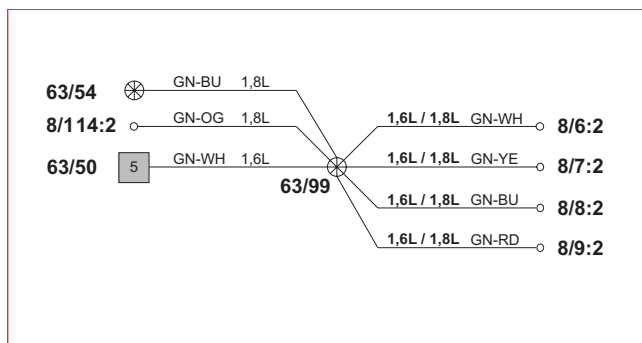 63/54 GN-BU 1,8L
8/114:2 GN-OG 1,8L
63/50 5 GN-WH 1,6L
63/99
1,6L / 1,8L GN-WH 8/6:2
1,6L / 1,8L GN-YE 8/7:2
1,6L / 1,8L GN-BU 8/8:2
1,6L / 1,8L GN-RD 8/9:2